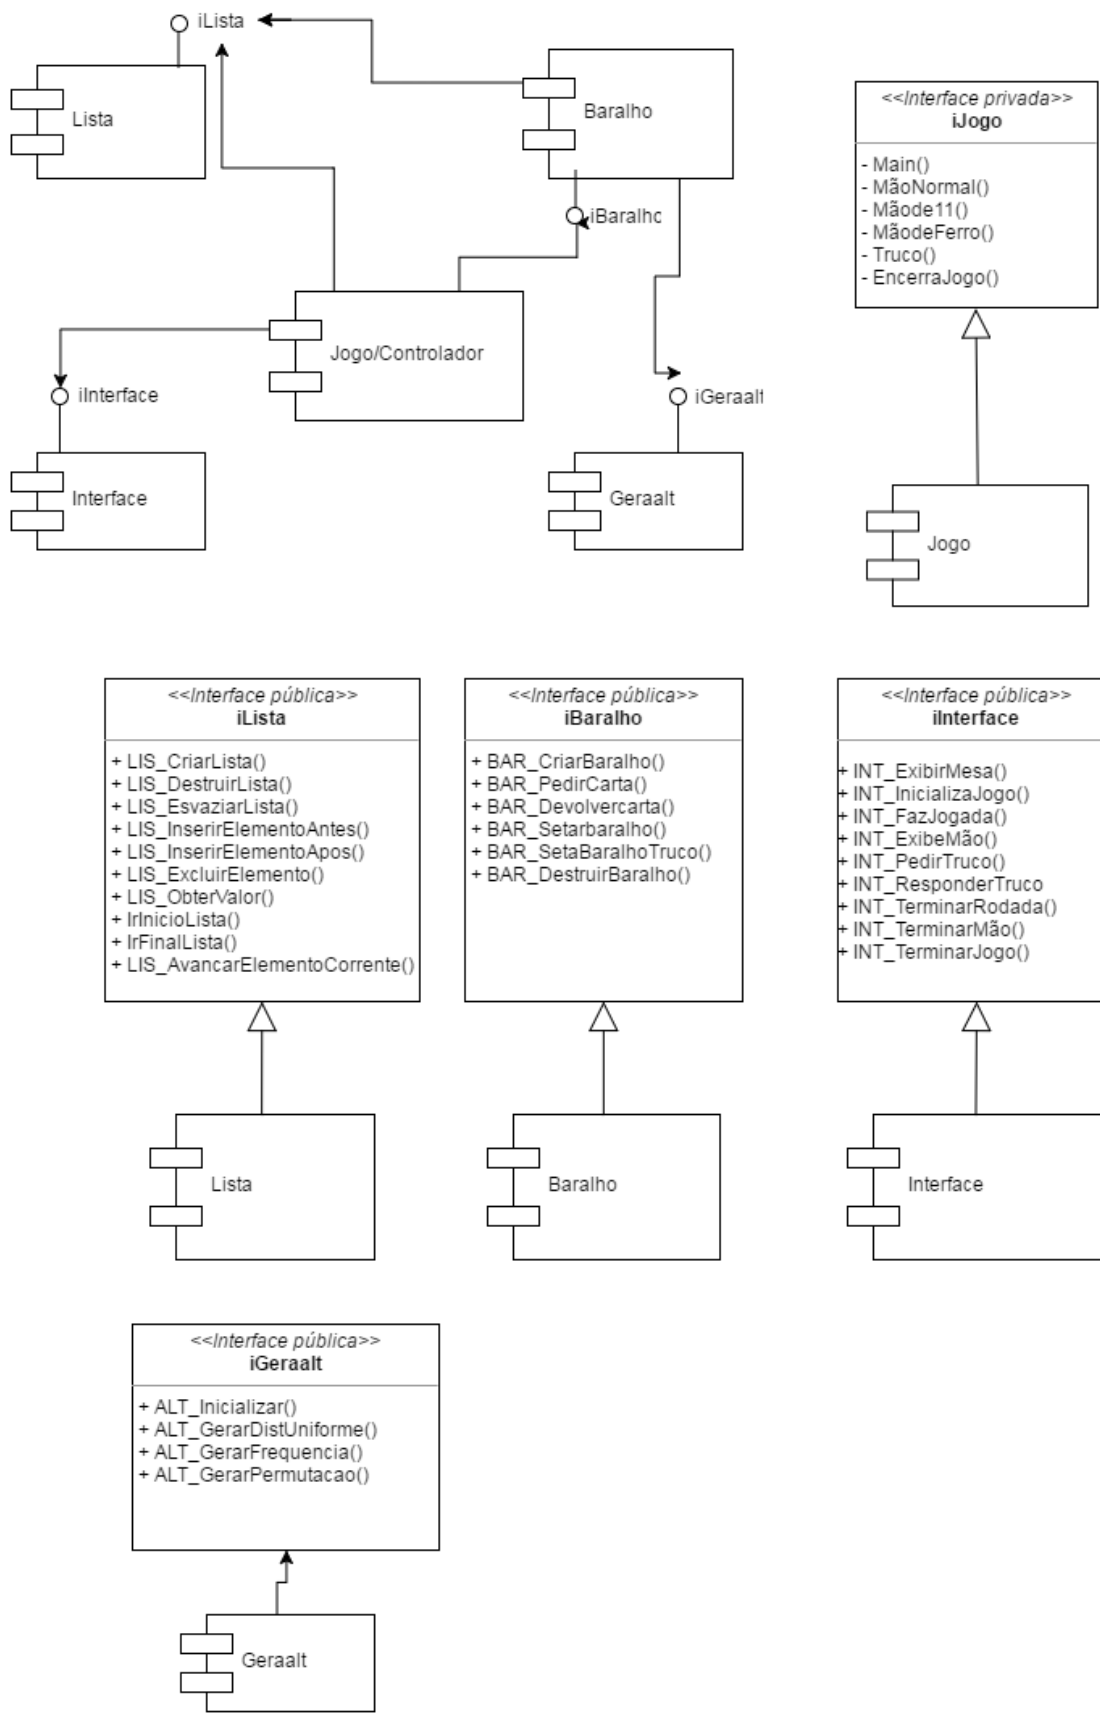 iLista
Lista
Baralho
iBaralhc
Jogo/Controlador
iInterface
iGeraalt
Interface
Geraalt
<<Interface privada>>
iJogo
- Main()
- MãoNormal()
- Mãode11()
- MãodeFerro()
- Truco()
- EncerraJogo()
Jogo
<<Interface pública>>
iLista
+ LIS_CriarLista()
+ LIS_DestruirLista()
+ LIS_EsvaziarLista()
+ LIS_InserirElementoAntes()
+ LIS_InserirElementoApos()
+ LIS_ExcluirElemento()
+ LIS_ObterValor()
+ IrInicioLista()
+ IrFinalLista()
+ LIS_AvancarElementoCorrente()
Lista
<<Interface pública>>
iBaralho
+ BAR_CriarBaralho()
+ BAR_PedirCarta()
+ BAR_Devolvercarta()
+ BAR_Setarbaralho()
+ BAR_SetaBaralhoTruco()
+ BAR_DestruirBaralho()
Baralho
<<Interface pública>>
iInterface
+ INT_ExibirMesa()
+ INT_InicializaJogo()
+ INT_FazJogada()
+ INT_ExibeMão()
+ INT_PedirTruco()
+ INT_ResponderTruco
+ INT_TerminarRodada()
+ INT_TerminarMão()
+ INT_TerminarJogo()
Interface
<<Interface pública>>
iGeraalt
+ ALT_Inicializar()
+ ALT_GerarDistUniforme()
+ ALT_GerarFrequencia()
+ ALT_GerarPermutacao()
Geraalt